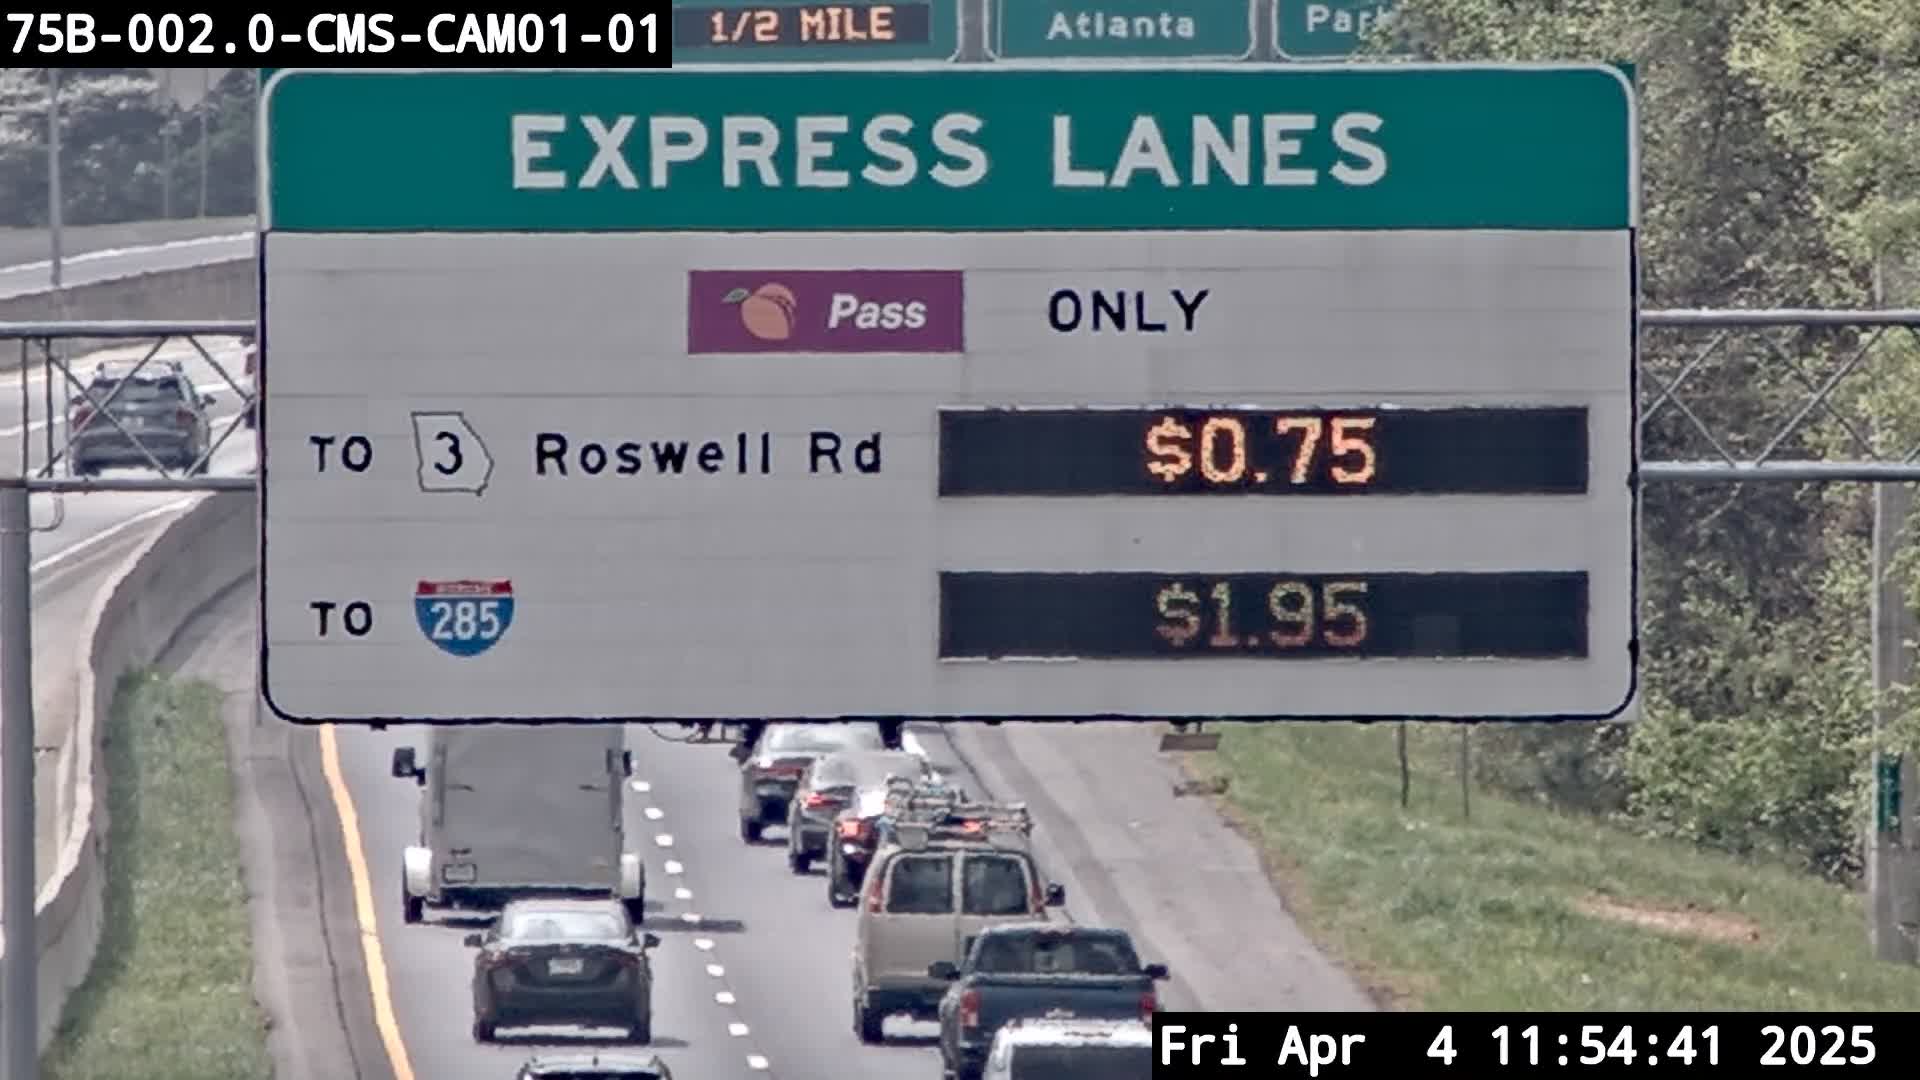 75B-002.0-CMS-CAM01-01
1/2 MILE
Atlanta
EXPRESS LANES
Pass ONLY
TO 3 Roswell Rd $0.75
TO 285 $1.95
Fri Apr 4 11:54:41 2025